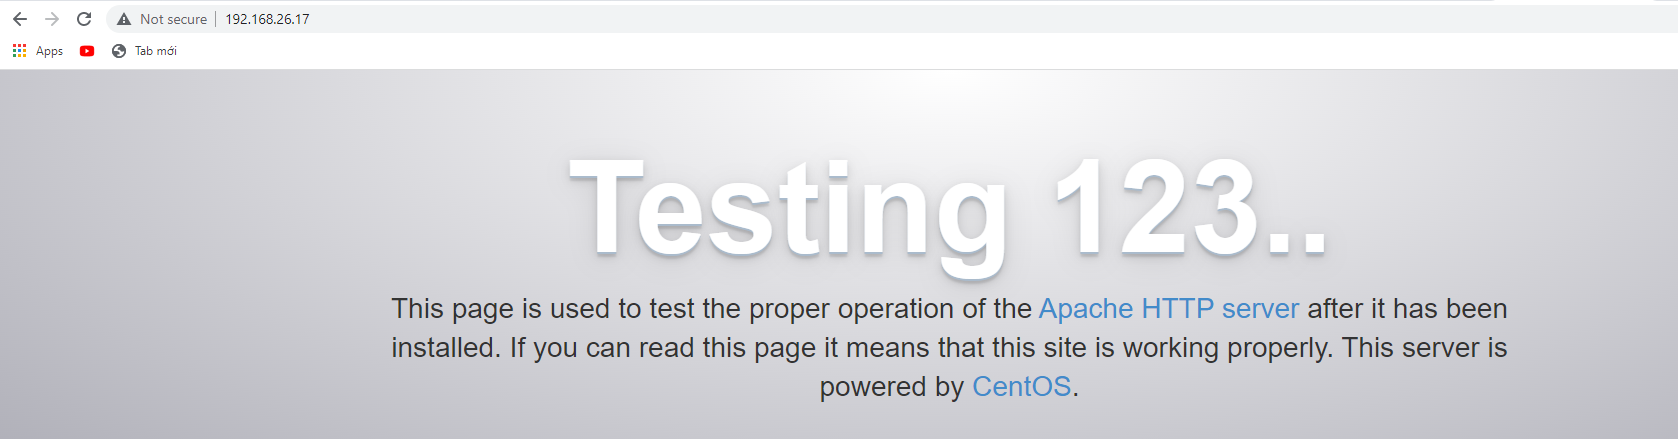 Not secure 192.168.26.17
Apps Tab mới
Testing 123..
This page is used to test the proper operation of the Apache HTTP server after it has been
installed. If you can read this page it means that this site is working properly. This server is
powered by CentOS.